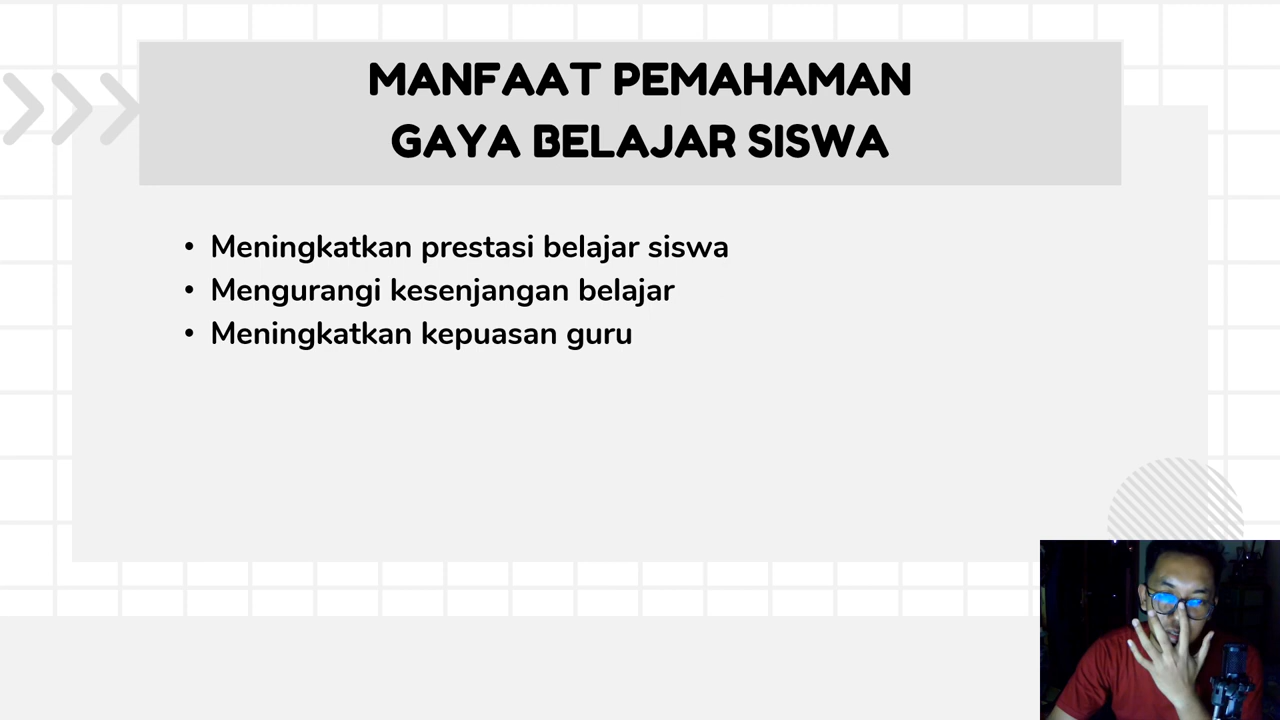 MANFAAT PEMAHAMAN
GAYA BELAJAR SISWA
• Meningkatkan prestasi belajar siswa
• Mengurangi kesenjangan belajar
• Meningkatkan kepuasan guru